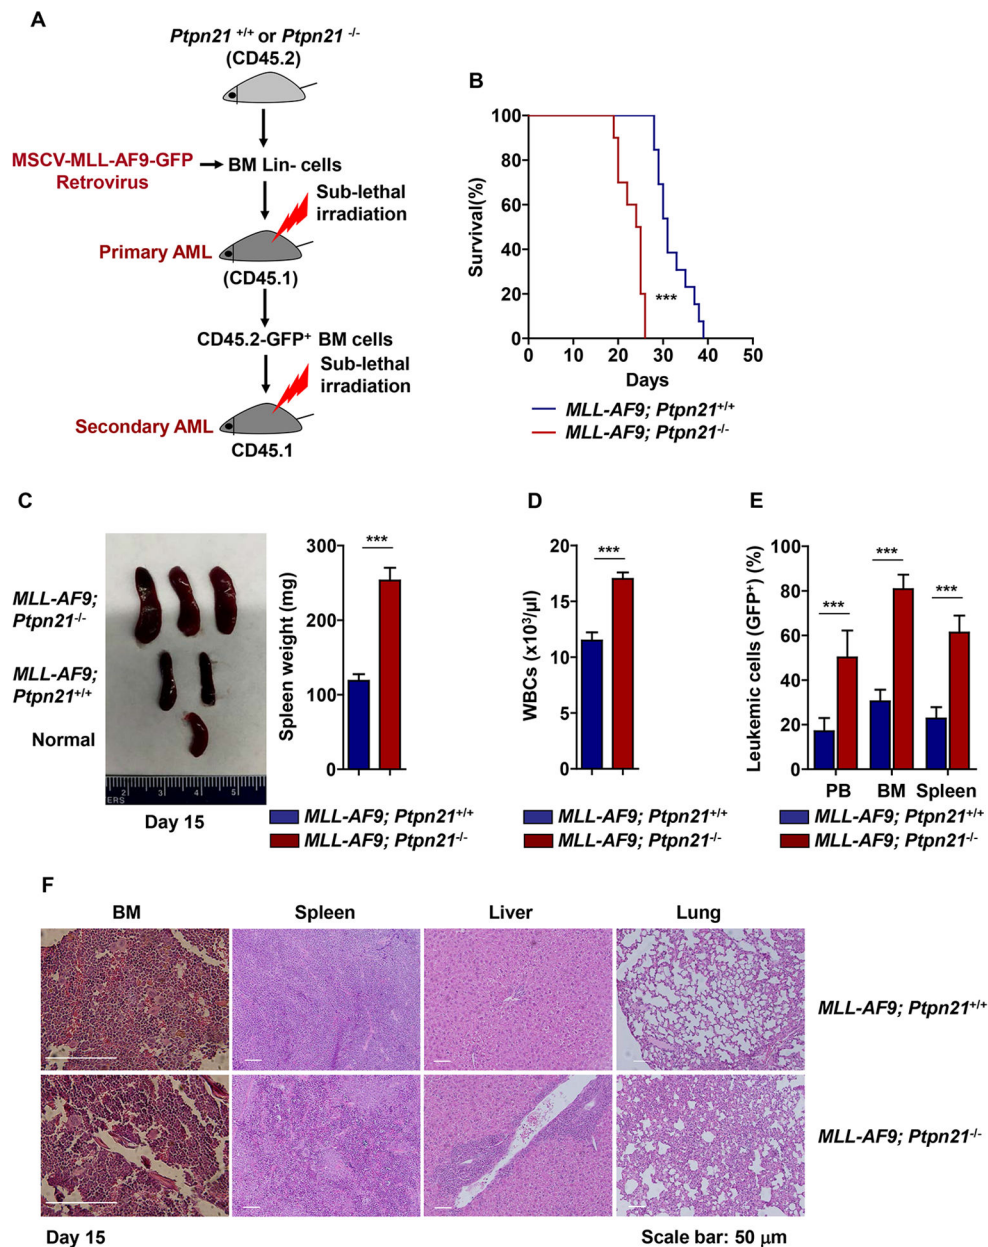 A
Ptpn21 +/+ or Ptpn21 -/-
(CD45.2)
MSCV-MLL-AF9-GFP
Retrovirus
BM Lin- cells
Sub-lethal
irradiation
Primary AML
(CD45.1)
CD45.2-GFP+ BM cells
Sub-lethal
irradiation
Secondary AML
CD45.1
B
Survival(%)
100
80
60
40
20
0
***
0 10 20 30 40 50
Days
MLL-AF9; Ptpn21+/+
MLL-AF9; Ptpn21-/-
C
MLL-AF9;
Ptpn21-/-
MLL-AF9;
Ptpn21+/+
Normal
2 3 4 5
ERS
Day 15
Spleen weight (mg)
300
200
100
0
***
MLL-AF9; Ptpn21+/+
MLL-AF9; Ptpn21-/-
D
WBCs (x103/µl)
20
15
10
5
0
***
MLL-AF9; Ptpn21+/+
MLL-AF9; Ptpn21-/-
E
Leukemic cells (GFP+) (%)
100
80
60
40
20
0
***
***
***
PB BM Spleen
MLL-AF9; Ptpn21+/+
MLL-AF9; Ptpn21-/-
F
BM Spleen Liver Lung
MLL-AF9; Ptpn21+/+
MLL-AF9; Ptpn21-/-
Day 15
Scale bar: 50 µm